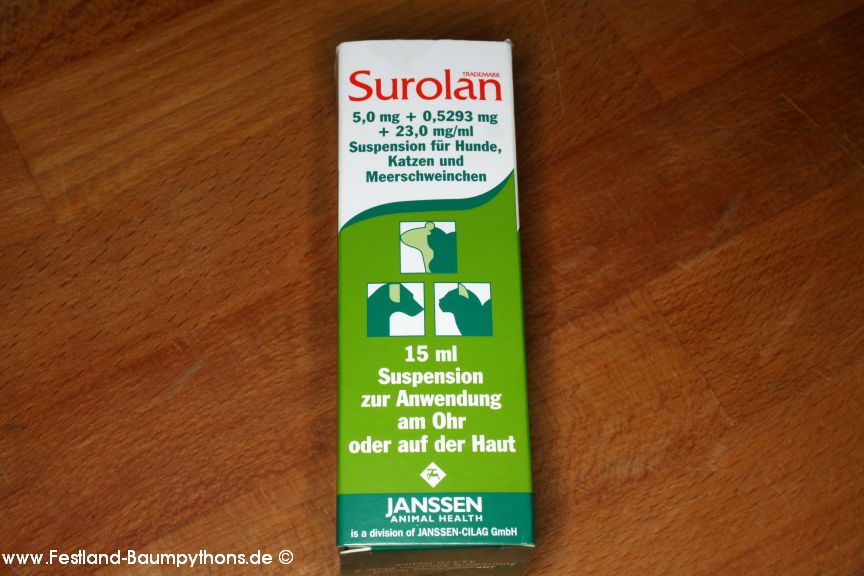 TRADEMARK
Surolan
5,0 mg + 0,5293 mg
+ 23,0 mg/ml
Suspension für Hunde,
Katzen und
Meerschweinchen
15 ml
Suspension
zur Anwendung
am Ohr
oder auf der Haut
JANSSEN
ANIMAL HEALTH
is a division of JANSSEN-CILAG GmbH
www.Festland-Baumpythons.de ©